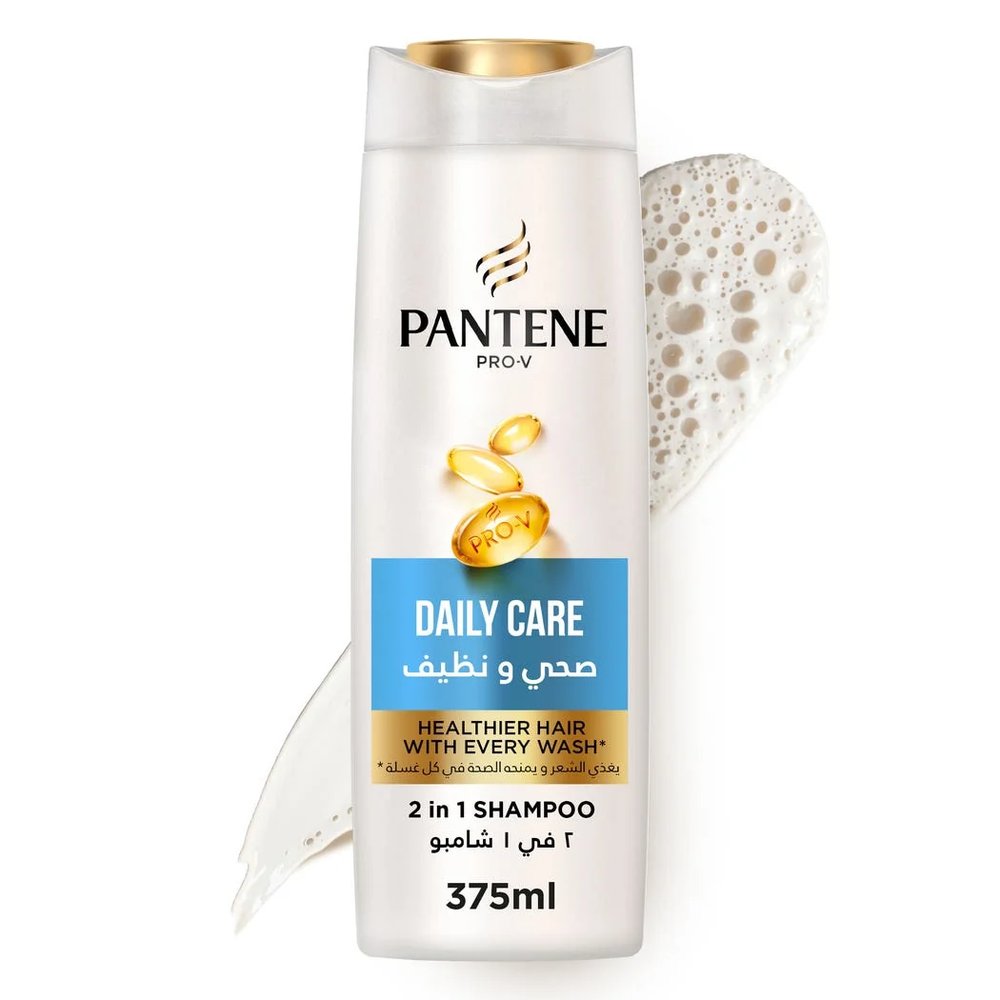 PANTENE
PRO-V
PRO-V
DAILY CARE
صحي و نظيف
HEALTHIER HAIR
WITH EVERY WASH*
يغذي الشعر و يمنحه الصحة في كل غسلة *
2 in 1 SHAMPOO
٢ في ١ شامبو
375ml